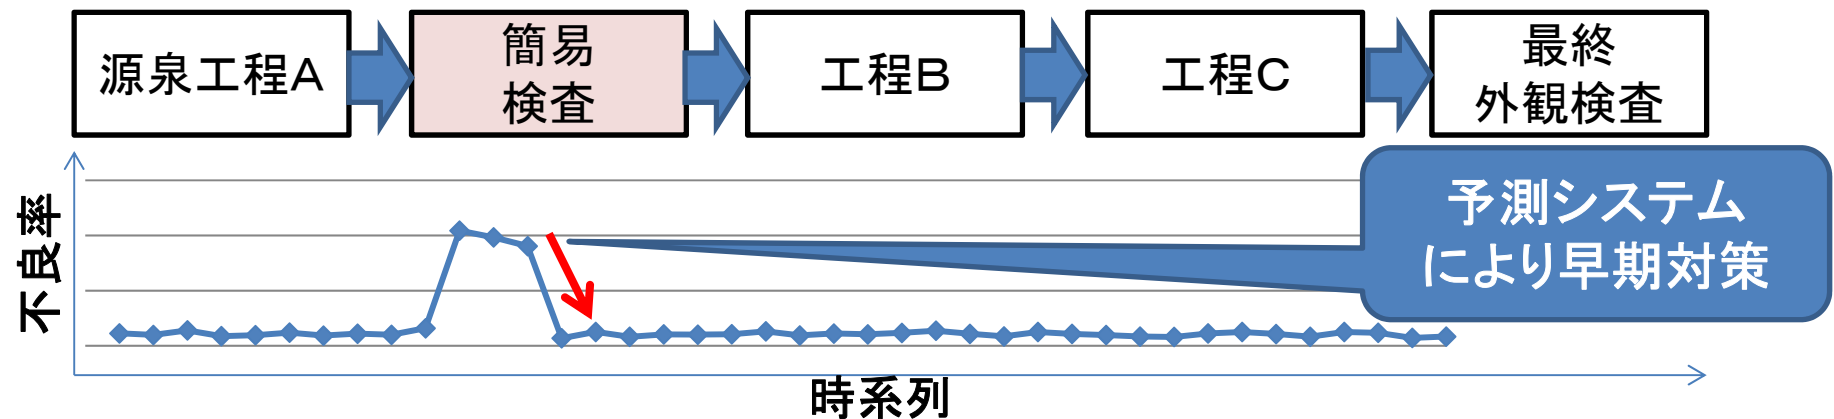 源泉工程A
簡易
検査
工程B
工程C
最終
外観検査
不良率
予測システム
により早期対策
時系列